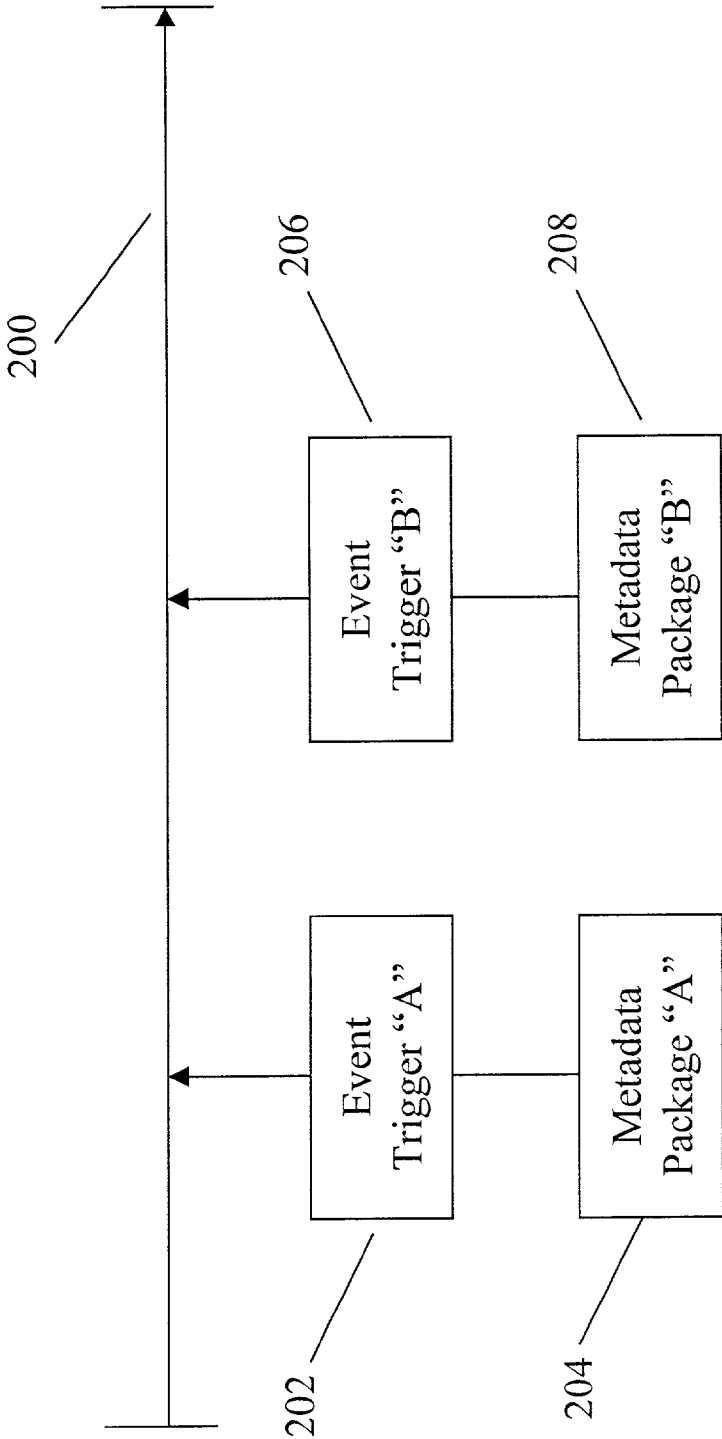 200
206
Event
Trigger “B”
208
Metadata
Package “B”
202
Event
Trigger “A”
204
Metadata
Package “A”